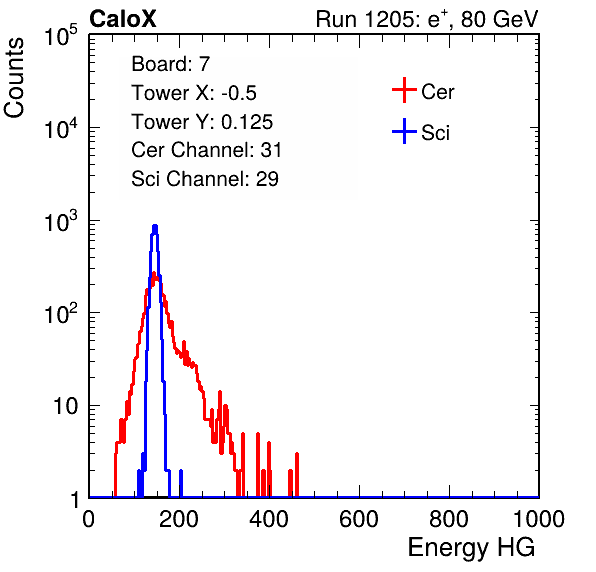 CaloX Run 1205: e⁺, 80 GeV
Counts
10⁵
10⁴
10³
10²
10
1
Board: 7
Tower X: -0.5
Tower Y: 0.125
Cer Channel: 31
Sci Channel: 29
Cer
Sci
0 200 400 600 800 1000
Energy HG